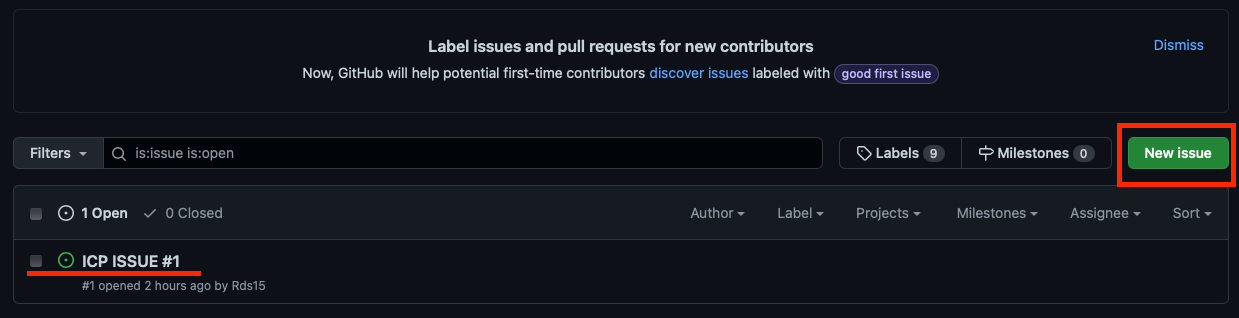 Label issues and pull requests for new contributors
Dismiss
Now, GitHub will help potential first-time contributors discover issues labeled with good first issue
Filters is:issue is:open Labels 9 Milestones 0 New issue
1 Open 0 Closed Author Label Projects Milestones Assignee Sort
ICP ISSUE #1
#1 opened 2 hours ago by Rds15